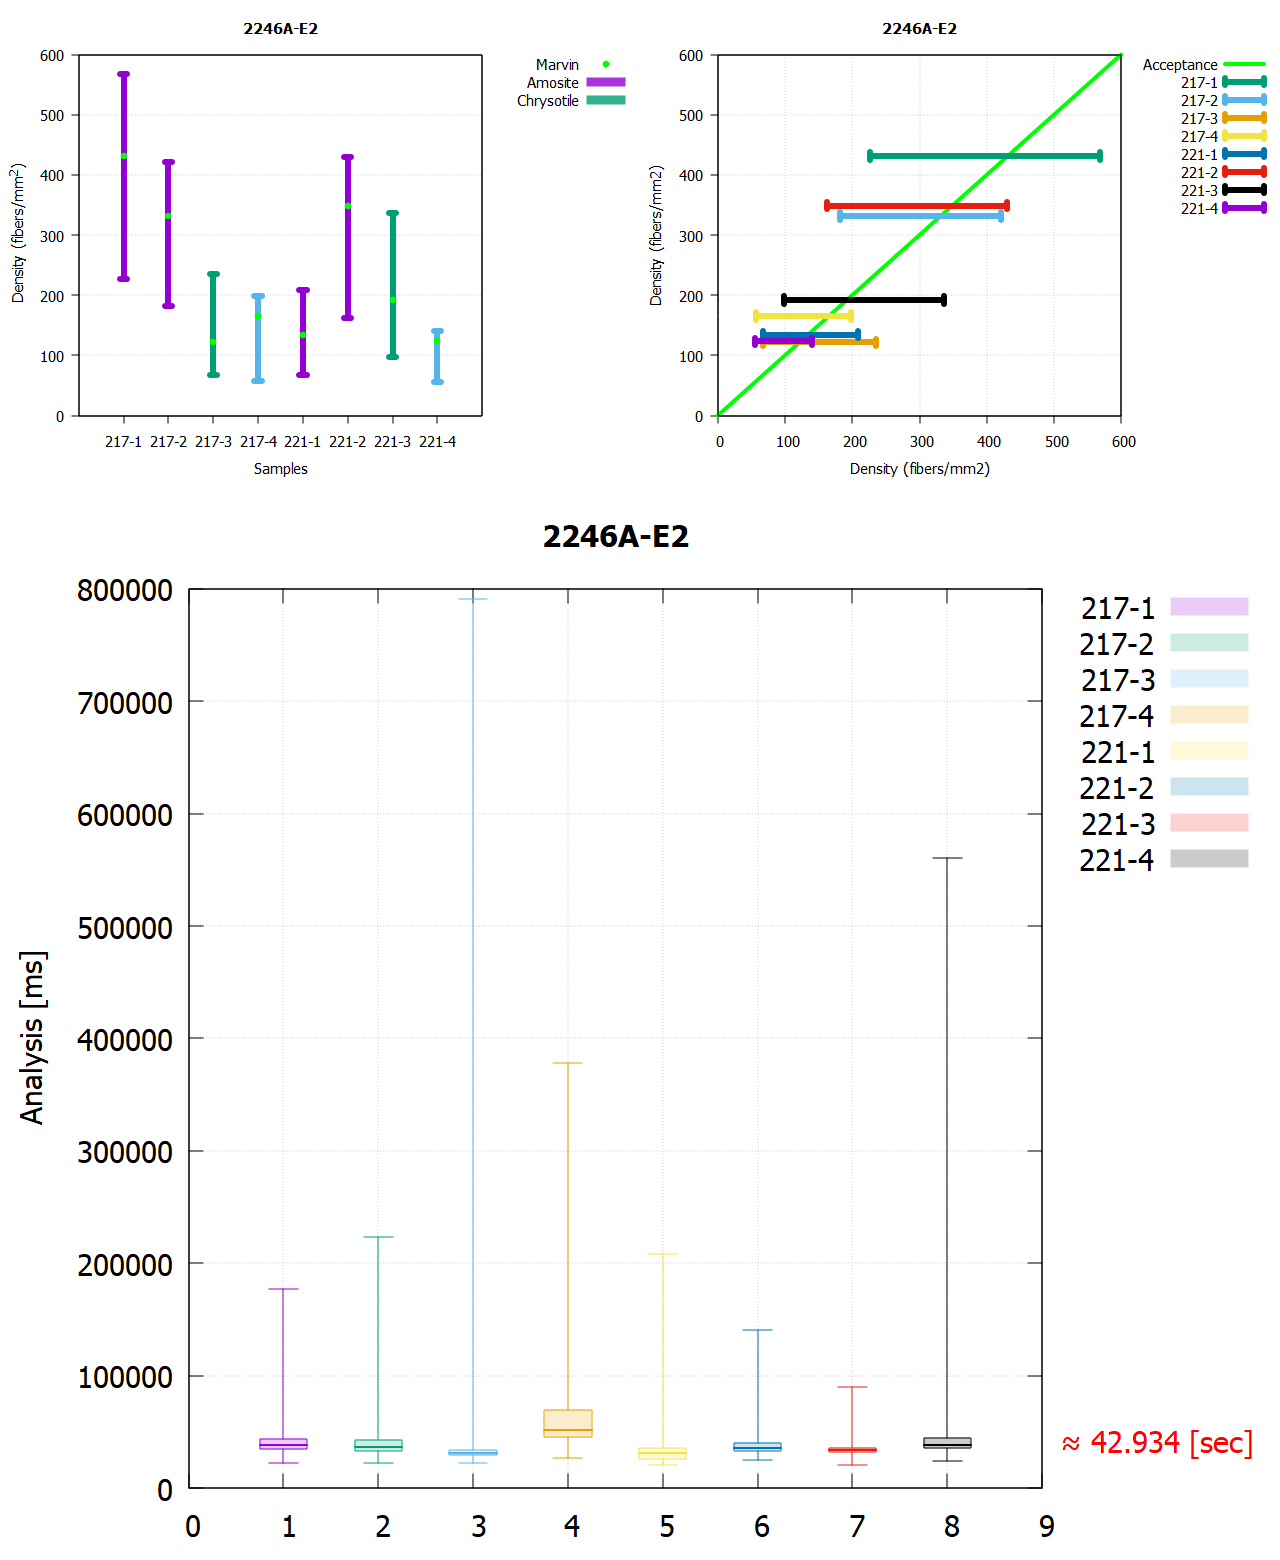 2246A-E2
600
500
400
300
200
100
0
Density (fibers/mm2)
217-1 217-2 217-3 217-4 221-1 221-2 221-3 221-4
Samples
Marvin
Amosite
Chrysotile
2246A-E2
600
500
400
300
200
100
0
Density (fibers/mm2)
0 100 200 300 400 500 600
Density (fibers/mm2)
Acceptance
217-1
217-2
217-3
217-4
221-1
221-2
221-3
221-4
2246A-E2
800000
700000
600000
500000
400000
300000
200000
100000
0
Analysis [ms]
0 1 2 3 4 5 6 7 8 9
217-1
217-2
217-3
217-4
221-1
221-2
221-3
221-4
≈ 42.934 [sec]